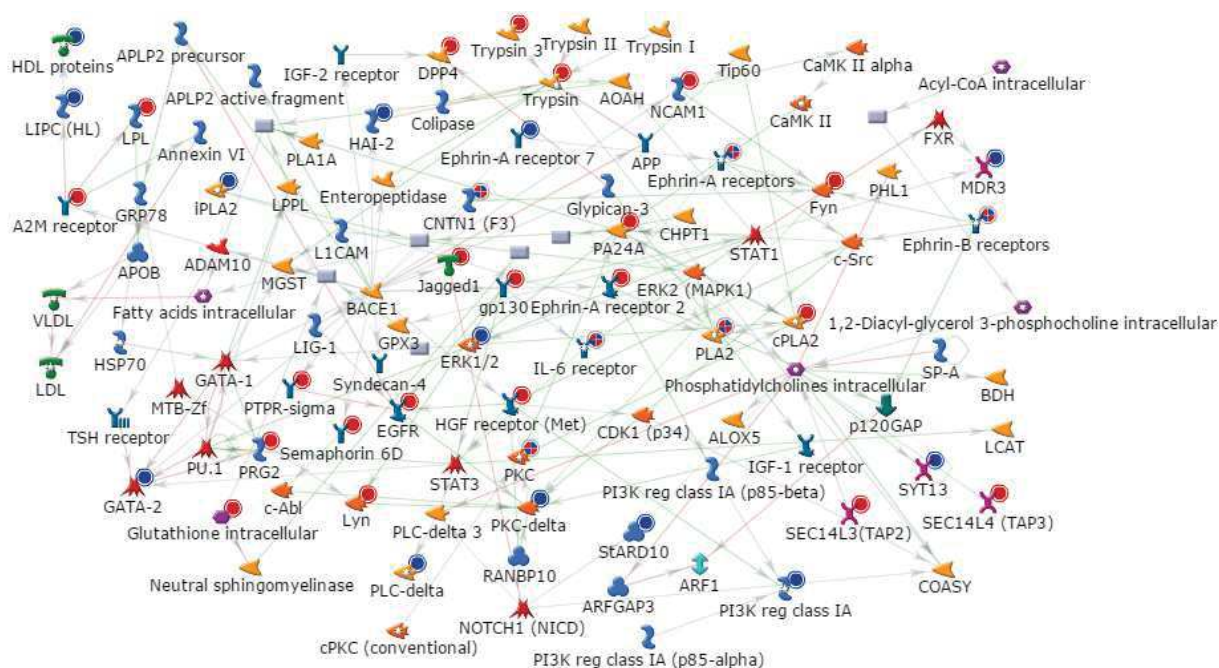 Trypsin 3
Trypsin II
Trypsin I
HDL proteins
APLP2 precursor
IGF-2 receptor
DPP4
Tip60
CaMK II alpha
Acyl-CoA intracellular
APLP2 active fragment
Trypsin
AOAH
NCAM1
CaMK II
LIPC (HL)
LPL
Colipase
HAI-2
FXR
Annexin VI
PLA1A
Ephrin-A receptor 7
APP
Ephrin-A receptors
MDR3
A2M receptor
GRP78
iPLA2
LPPL
Enteropeptidase
CNTN1 (F3)
Glypican-3
Fyn
PHL1
APOB
ADAM10
L1CAM
PA24A
CHPT1
STAT1
c-Src
Ephrin-B receptors
VLDL
Fatty acids intracellular
MGST
BACE1
Jagged1
gp130
Ephrin-A receptor 2
ERK2 (MAPK1)
1,2-Diacyl-glycerol 3-phosphocholine intracellular
LDL
HSP70
LIG-1
GPX3
ERK1/2
IL-6 receptor
PLA2
cPLA2
GATA-1
Syndecan-4
Phosphatidylcholines intracellular
SP-A
BDH
MTB-Zf
PTPR-sigma
EGFR
HGF receptor (Met)
CDK1 (p34)
ALOX5
p120GAP
TSH receptor
PU.1
PRG2
Semaphorin 6D
PKC
IGF-1 receptor
LCAT
GATA-2
c-Abl
STAT3
PI3K reg class IA (p85-beta)
SYT13
Glutathione intracellular
Lyn
PLC-delta 3
PKC-delta
StARD10
SEC14L3(TAP2)
SEC14L4 (TAP3)
Neutral sphingomyelinase
PLC-delta
RANBP10
ARFGAP3
ARF1
PI3K reg class IA
COASY
cPKC (conventional)
NOTCH1 (NICD)
PI3K reg class IA (p85-alpha)